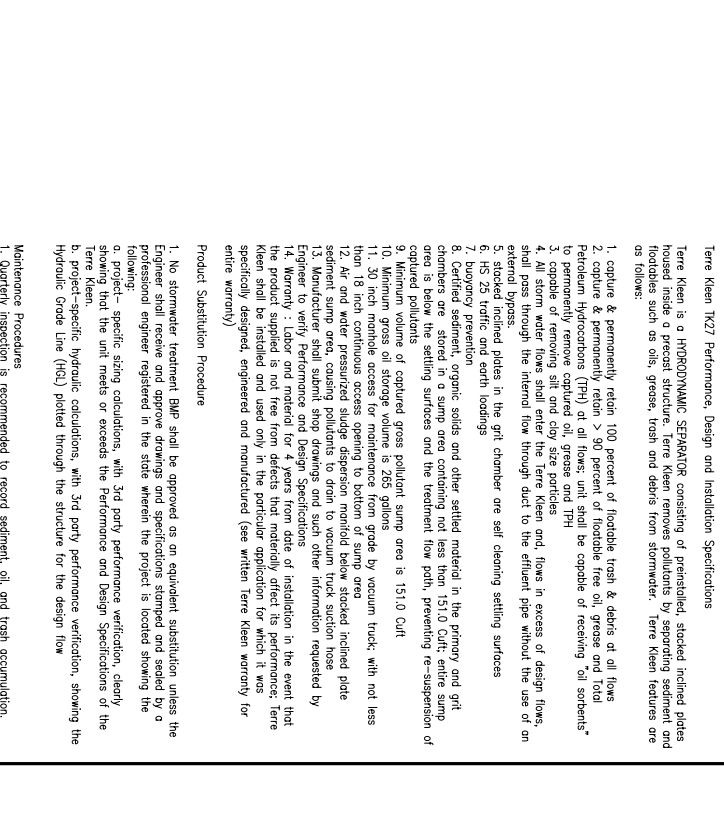 Terre Kleen TK27 Performance, Design and Installation Specifications
Terre Kleen is a HYDRODYNAMIC SEPARATOR consisting of preinstalled, stacked inclined plates
housed inside a precast structure. Terre Kleen removes pollutants by separating sediment and
floatables such as oils, grease, trash and debris from stormwater. Terre Kleen features are
as follows:
1. capture & permanently retain 100 percent of floatable trash & debris at all flows
2. capture & permanently retain > 90 percent of floatable free oil, grease and Total
Petroleum Hydrocarbons (TPH) at all flows; unit shall be capable of receiving "oil sorbents"
to permanently remove captured oil, grease and TPH
3. capable of removing silt and clay size particles
4. All storm water flows shall enter the Terre Kleen and, flows in excess of design flows,
shall pass through the internal flow through duct to the effluent pipe without the use of an
external bypass.
5. stacked inclined plates in the grit chamber are self cleaning settling surfaces
6. HS 25 traffic and earth loadings
7. buoyancy prevention
8. Certified sediment, organic solids and other settled material in the primary and grit
chambers are stored in a sump area containing not less than 151.0 Cuft; entire sump
area is below the settling surfaces and the treatment flow path, preventing re-suspension of
captured pollutants
9. Minimum volume of captured gross pollutant sump area is 151.0 Cuft
10. Minimum gross oil storage volume is 265 gallons
11. 30 inch manhole access for maintenance from grade by vacuum truck; with not less
than 18 inch continuous access opening to bottom of sump area
12. Air and water pressurized sludge dispersion manifold below stacked inclined plate
sediment sump area, causing pollutants to drain to vacuum truck suction hose
13. Manufacturer shall submit shop drawings and such other information requested by
Engineer to verify Performance and Design Specifications
14. Warranty : Labor and material for 4 years from date of installation in the event that
the product supplied is not free from defects that materially affect its performance; Terre
Kleen shall be installed and used only in the particular application for which it was
specifically designed, engineered and manufactured (see written Terre Kleen warranty for
entire warranty)
Product Substitution Procedure
1. No stormwater treatment BMP shall be approved as an equivalent substitution unless the
Engineer shall receive and approve drawings and specifications stamped and sealed by a
professional engineer registered in the state wherein the project is located showing the
following:
a. project- specific sizing calculations, with 3rd party performance verification, clearly
showing that the unit meets or exceeds the Performance and Design Specifications of the
Terre Kleen.
b. project-specific hydraulic calculations, with 3rd party performance verification, showing the
Hydraulic Grade Line (HGL) plotted through the structure for the design flow
Maintenance Procedures
1. Quarterly inspection is recommended to record sediment, oil, and trash accumulation.